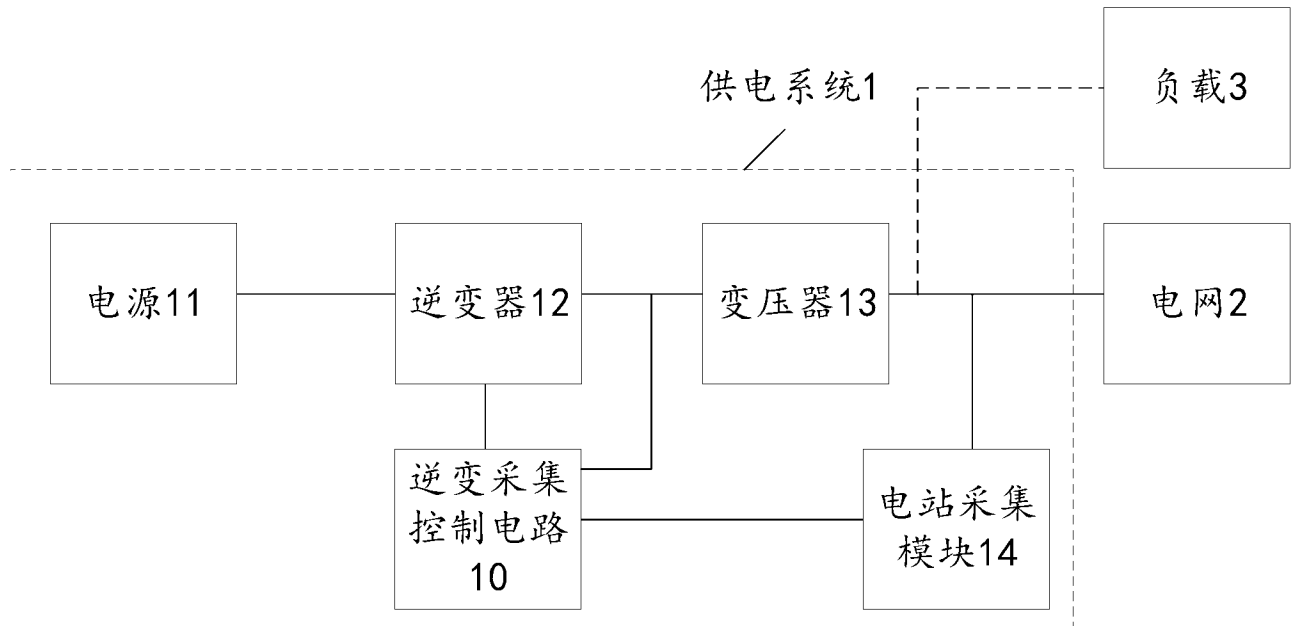 供电系统1
负载3
电源11
逆变器12
变压器13
电网2
逆变采集
控制电路
10
电站采集
模块14